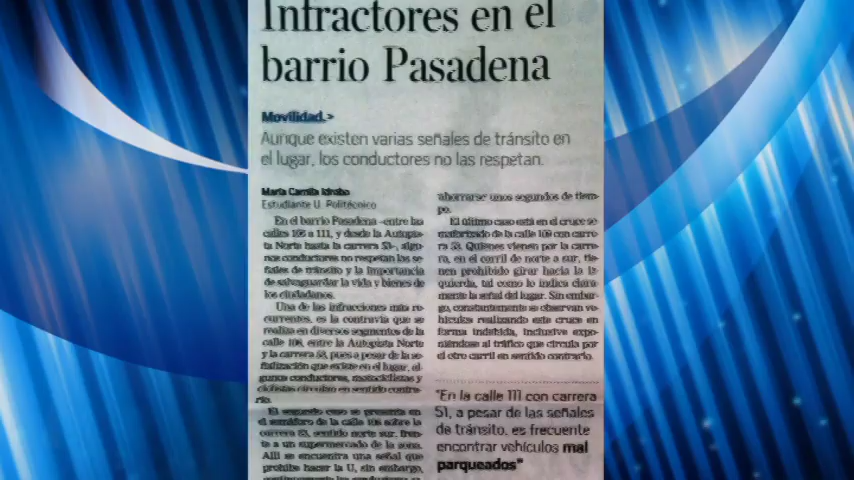 Infractores en el
barrio Pasadena
Movilidad.>
Aunque existen varias señales de tránsito en
el lugar, los conductores no las respetan.
María Camila Idrobo
Estudiante U. Politécnico
En el barrio Pasadena -entre las
calles 106 a 111, y desde la Autopis-
ta Norte hasta la carrera 53-, algu-
nos conductores no respetan las se-
ñales de tránsito y la importancia
de salvaguardar la vida y bienes de
los ciudadanos.
Una de las infracciones más re-
currentes, es la contravía que se
realiza en diversos segmentos de la
calle 106, entre la Autopista Norte
y la carrera 53, pues a pesar de la se-
ñalización que existe en el lugar, al-
gunos conductores, motociclistas y
ciclistas circulan en sentido contra-
rio.
El segundo caso se presenta en
el semáforo de la calle 106 sobre la
carrera 53, sentido norte sur, fren-
te a un supermercado de la zona.
Allí se encuentra una señal que
prohíbe hacer la U, sin embargo,
continuamente los conductores
ahorrarse unos segundos de tiem-
po.
El último caso está en el cruce se-
maforizado de la calle 109 con carre-
ra 53. Quienes vienen por la carre-
ra, en el carril de norte a sur, tie-
nen prohibido girar hacia la iz-
quierda, tal como lo indica clara-
mente la señal del lugar. Sin embar-
go, constantemente se observan ve-
hículos realizando este cruce en
forma indebida, inclusive expo-
niéndose al tráfico que circula por
el otro carril en sentido contrario.
"En la calle 111 con carrera
51, a pesar de las señales
de tránsito, es frecuente
encontrar vehículos mal
parqueados"